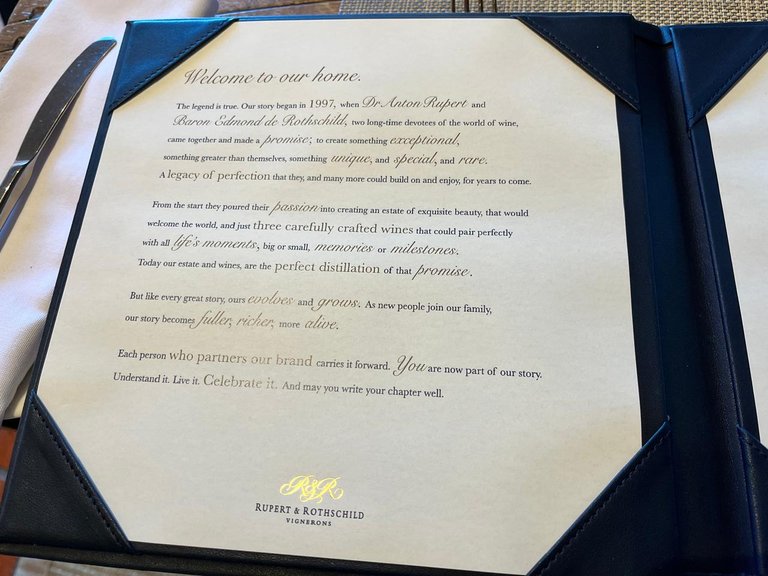 Welcome to our home.
The legend is true. Our story began in 1997, when Dr Anton Rupert and
Baron Edmond de Rothschild, two long-time devotees of the world of wine,
came together and made a promise; to create something exceptional,
something greater than themselves, something unique, and special, and rare.
A legacy of perfection that they, and many more could build on and enjoy, for years to come.
From the start they poured their passion into creating an estate of exquisite beauty, that would
welcome the world, and just three carefully crafted wines that could pair perfectly
with all life's moments, big or small, memories or milestones.
Today our estate and wines, are the perfect distillation of that promise.
But like every great story, ours evolves and grows. As new people join our family,
our story becomes fuller, richer, more alive.
Each person who partners our brand carries it forward. You are now part of our story.
Understand it. Live it. Celebrate it. And may you write your chapter well.
R&R
RUPERT & ROTHSCHILD
VIGNERONS